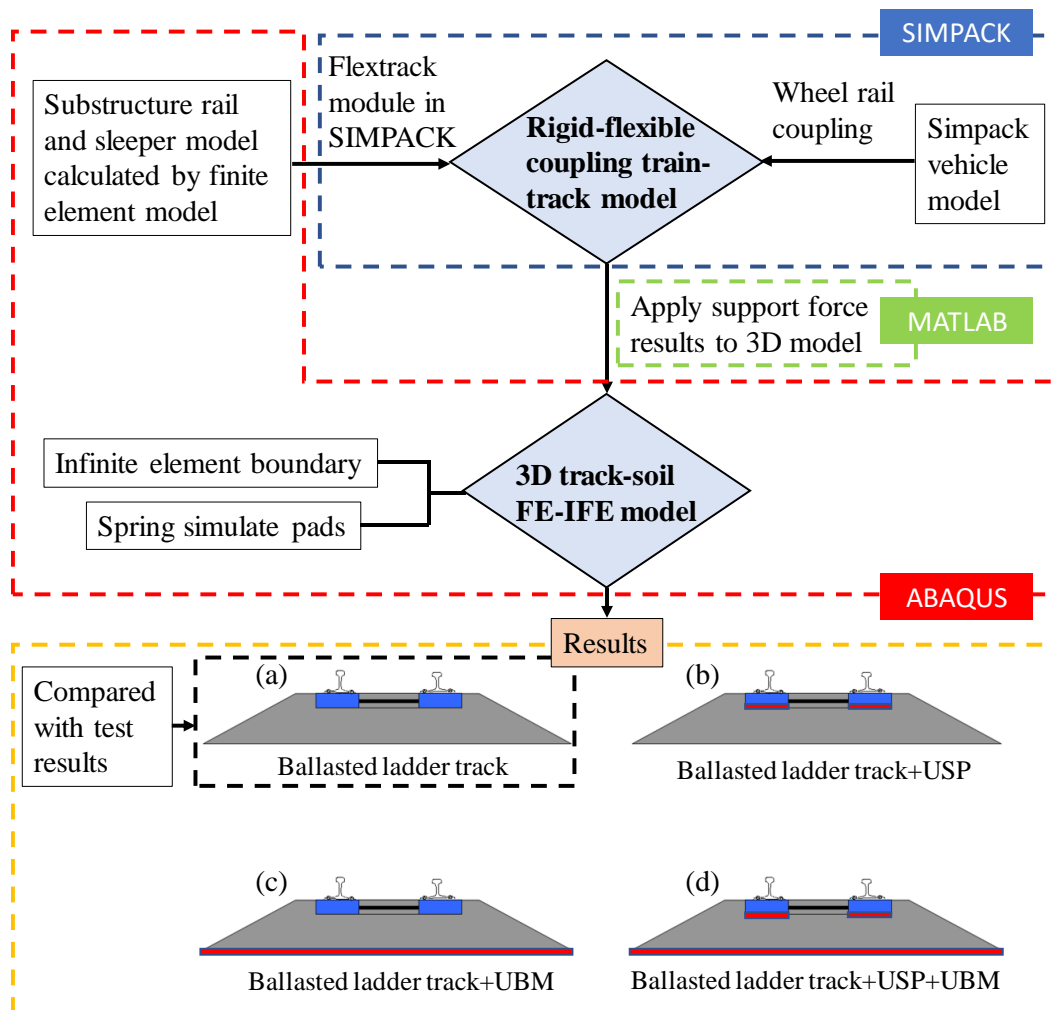 SIMPACK
Flextrack
module in
SIMPACK
Wheel rail
coupling
Substructure rail
and sleeper model
calculated by finite
element model
Rigid-flexible
coupling train-
track model
Simpack
vehicle
model
Apply support force
results to 3D model
MATLAB
Infinite element boundary
Spring simulate pads
3D track-soil
FE-IFE model
ABAQUS
Results
Compared
with test
results
(a)
Ballasted ladder track
(b)
Ballasted ladder track+USP
(c)
Ballasted ladder track+UBM
(d)
Ballasted ladder track+USP+UBM